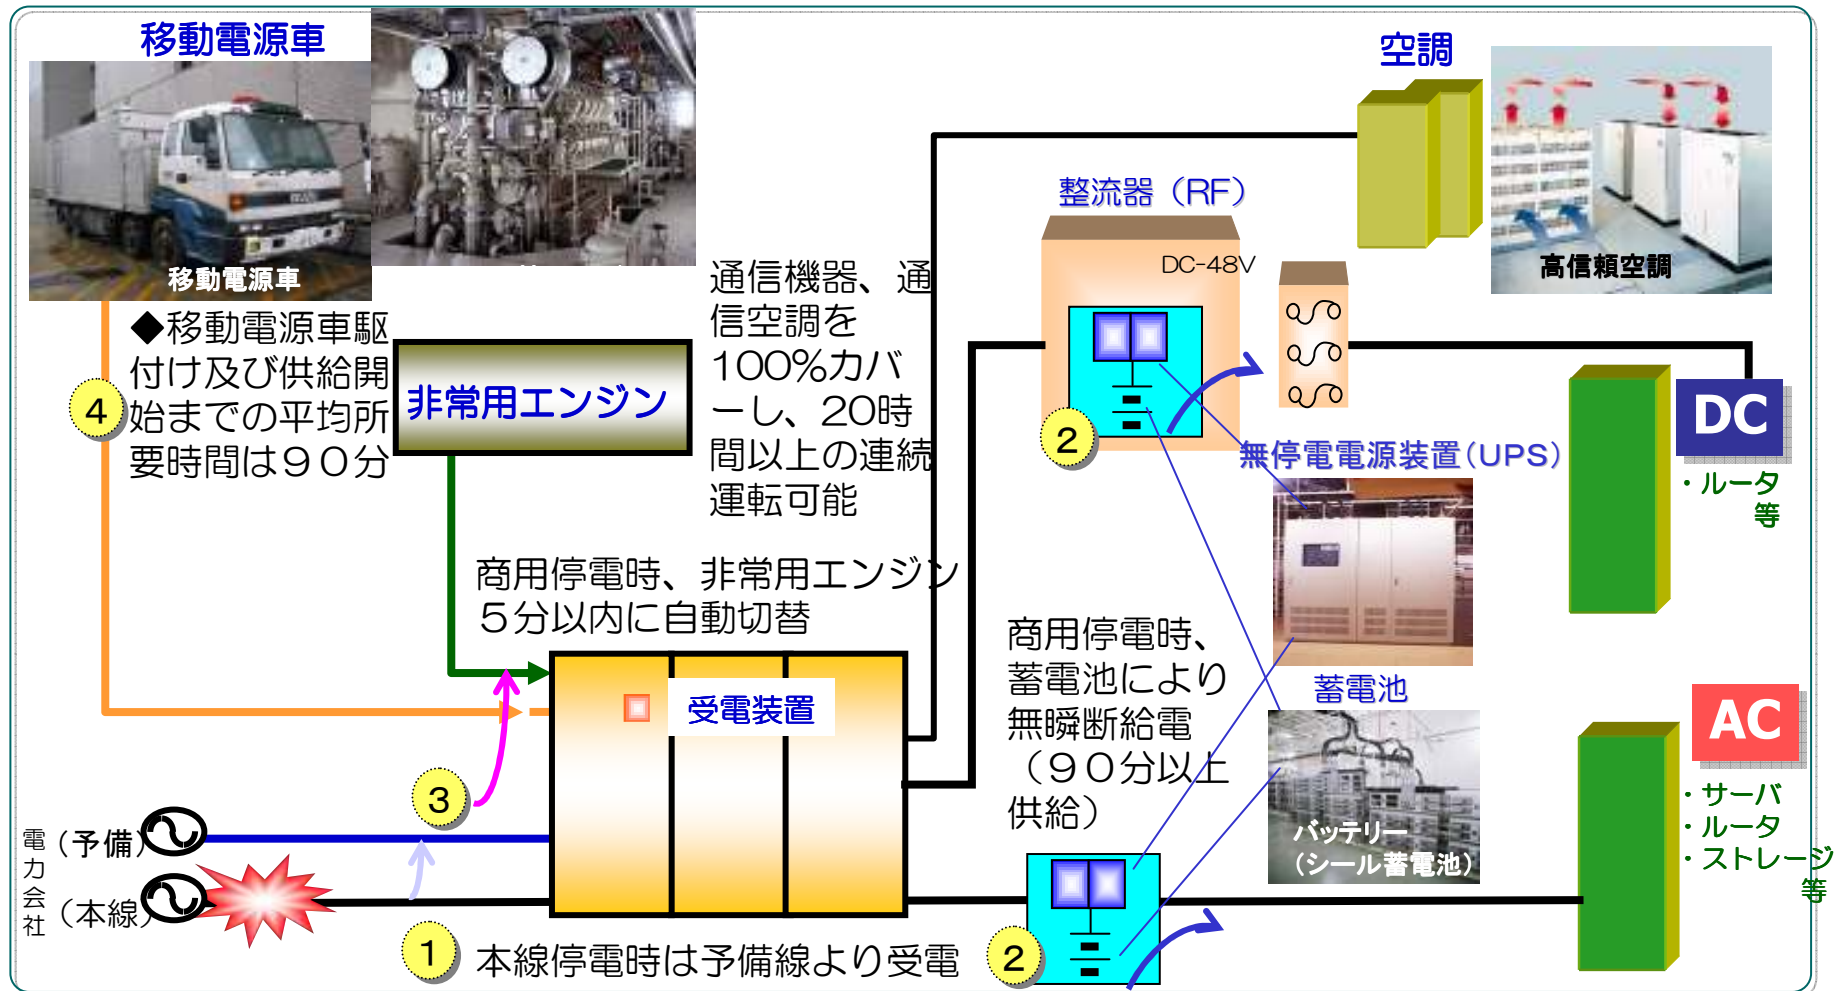 移動電源車
移動電源車
◆移動電源車駆
付け及び供給開
始までの平均所
要時間は９０分
4
非常用エンジン
通信機器、通
信空調を
100%カバ
ーし、20時
間以上の連続
運転可能
商用停電時、非常用エンジン
５分以内に自動切替
受電装置
3
電力会社
（予備）
（本線）
1
本線停電時は予備線より受電
空調
高信頼空調
整流器（RF）
DC-48V
2
無停電電源装置（UPS）
DC
・ルータ
等
商用停電時、
蓄電池により
無瞬断給電
（９０分以上
供給）
蓄電池
バッテリー
（シール蓄電池）
2
AC
・サーバ
・ルータ
・ストレージ
等